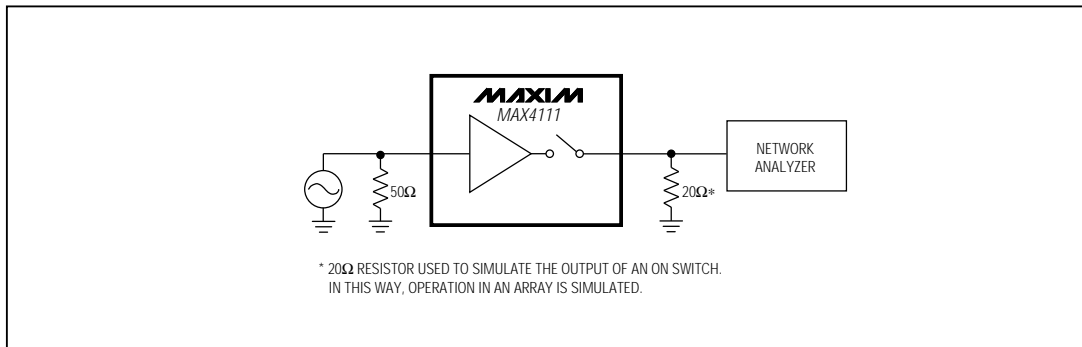 MAXIM
MAX4111
50Ω
20Ω*
NETWORK
ANALYZER
* 20Ω RESISTOR USED TO SIMULATE THE OUTPUT OF AN ON SWITCH.
IN THIS WAY, OPERATION IN AN ARRAY IS SIMULATED.